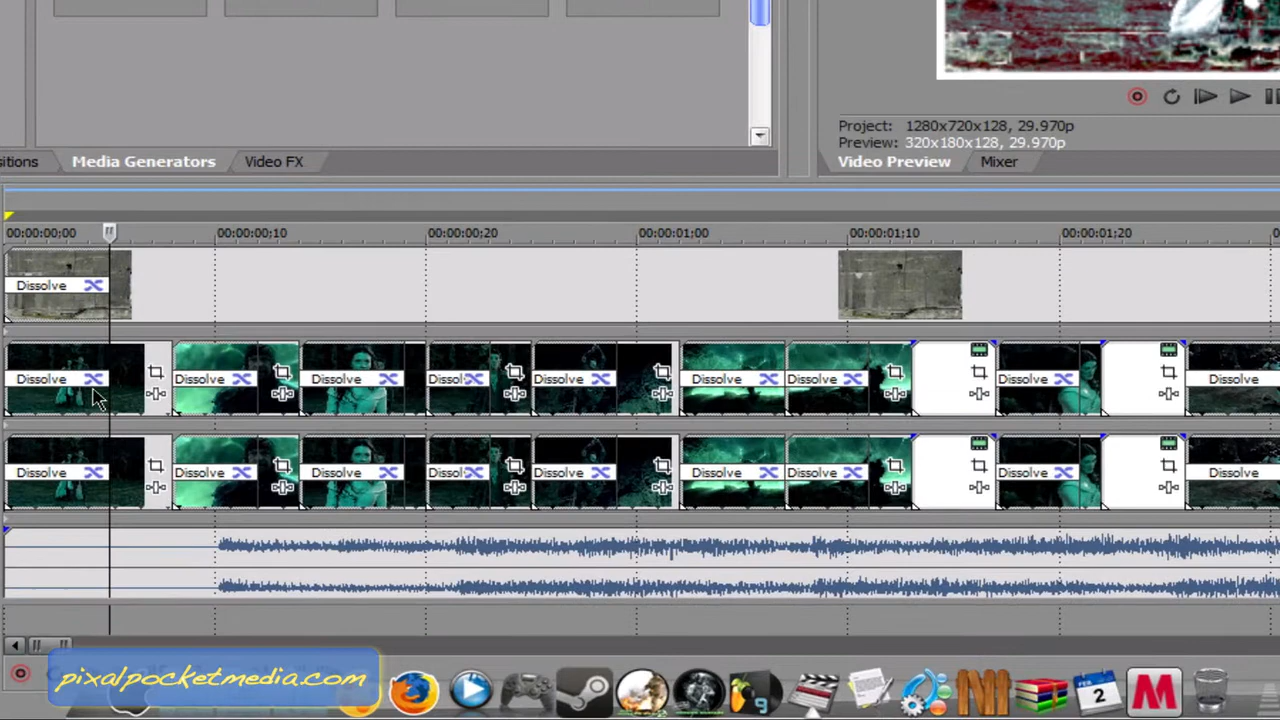 Project: 1280x720x128, 29.970p
Preview: 320x180x128, 29.970p
sitions Media Generators Video FX Video Preview Mixer
00:00:00;00 00:00:00;10 00:00:00;20 00:00:01;00 00:00:01;10 00:00:01;20
Dissolve
Dissolve Dissolve Dissolve Dissol Dissolve Dissolve Dissolve Dissolve Dissolve
Dissolve Dissolve Dissolve Dissol Dissolve Dissolve Dissolve Dissolve Dissolve
pixalpocketmedia.com
9
FEB
2